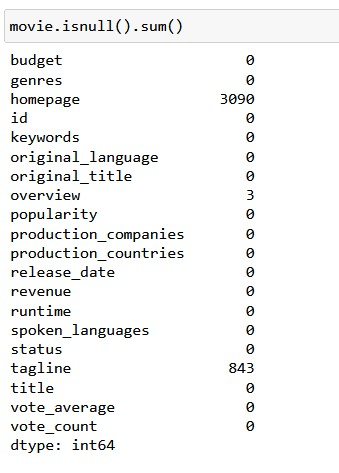 movie.isnull().sum()
budget 0
genres 0
homepage 3090
id 0
keywords 0
original_language 0
original_title 0
overview 3
popularity 0
production_companies 0
production_countries 0
release_date 0
revenue 0
runtime 0
spoken_languages 0
status 0
tagline 843
title 0
vote_average 0
vote_count 0
dtype: int64